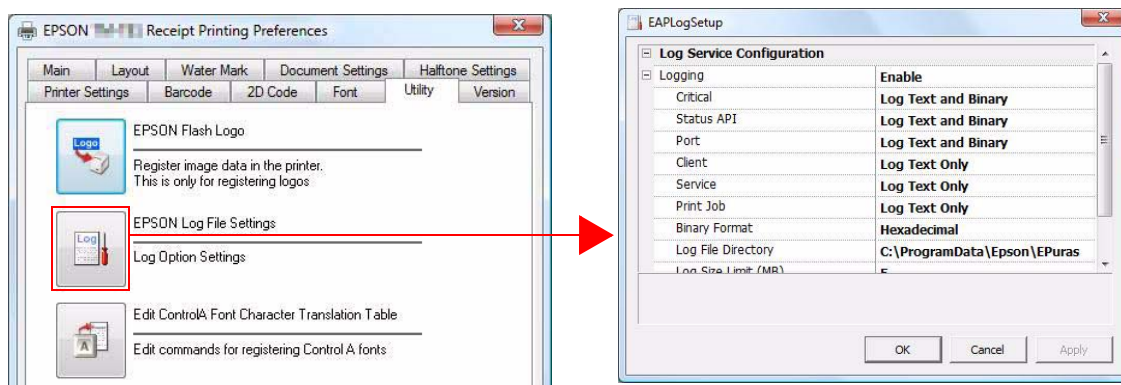 EPSON Receipt Printing Preferences
Main Layout Water Mark Document Settings Halftone Settings
Printer Settings Barcode 2D Code Font Utility Version
Logo
EPSON Flash Logo
Register image data in the printer.
This is only for registering logos
Log
EPSON Log File Settings
Log Option Settings
A
Edit ControlA Font Character Translation Table
Edit commands for registering Control A fonts
EAPLogSetup
Log Service Configuration
Logging Enable
Critical Log Text and Binary
Status API Log Text and Binary
Port Log Text and Binary
Client Log Text Only
Service Log Text Only
Print Job Log Text Only
Binary Format Hexadecimal
Log File Directory C:\ProgramData\Epson\EPuras
Log Size Limit (MB)
OK Cancel Apply